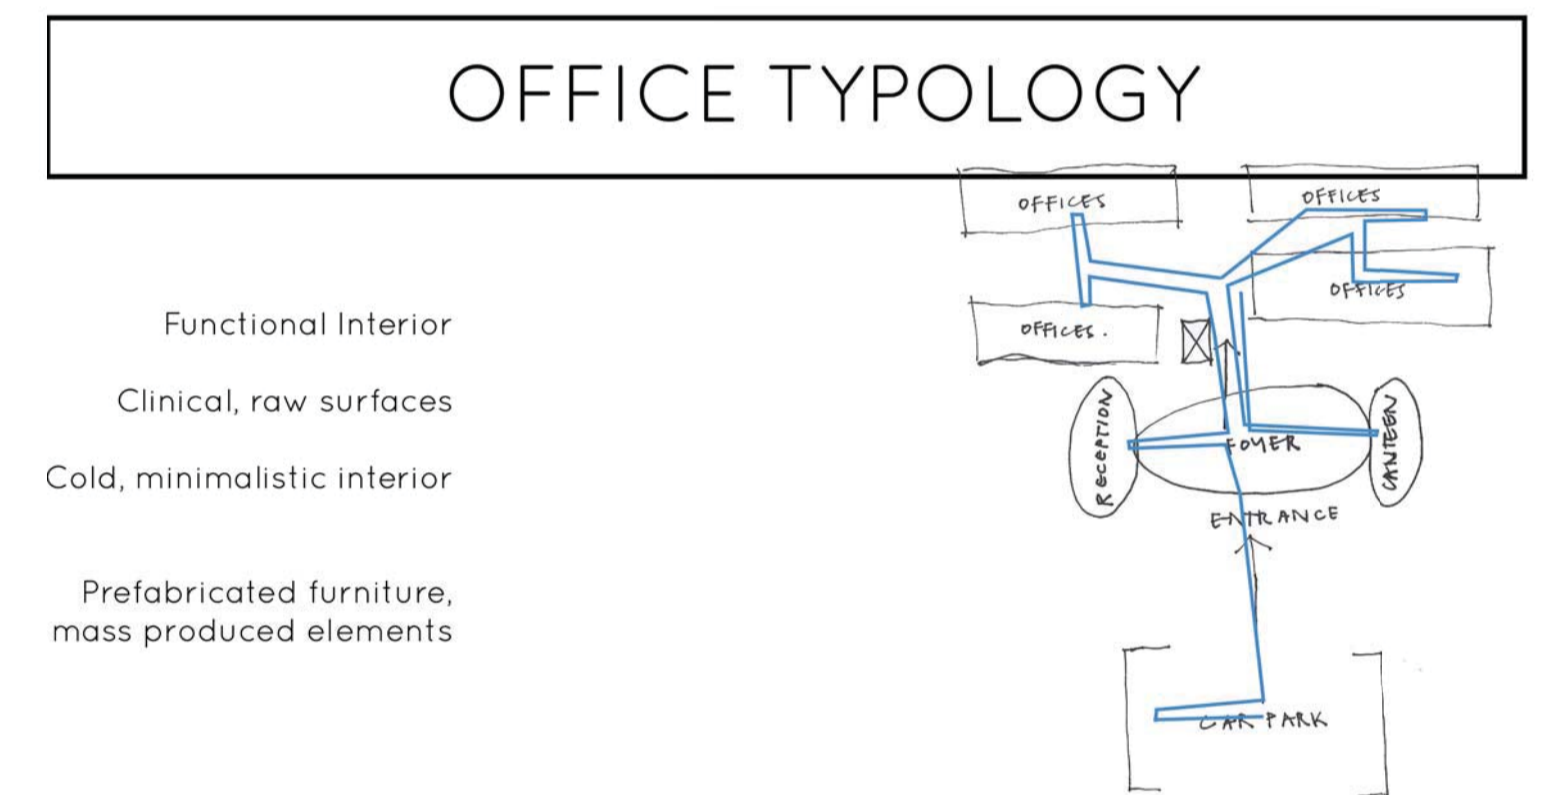 OFFICE TYPOLOGY
Functional Interior
Clinical, raw surfaces
Cold, minimalistic interior
Prefabricated furniture,
mass produced elements
OFFICES
OFFICES
OFFICES
OFFICES.
RECEPTION
FOYER
CANTEEN
ENTRANCE
CAR PARK